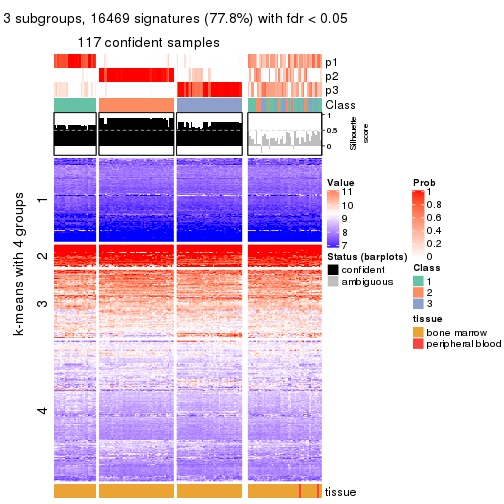 3 subgroups, 16469 signatures (77.8%) with fdr < 0.05
117 confident samples
p1
p2
p3
Class
1
0.5
0
Silhouette
score
k-means with 4 groups
1
2
3
4
tissue
Value
11
10
9
8
7
Status (barplots)
confident
ambiguous
Prob
1
0.8
0.6
0.4
0.2
0
Class
1
2
3
tissue
bone marrow
peripheral blood